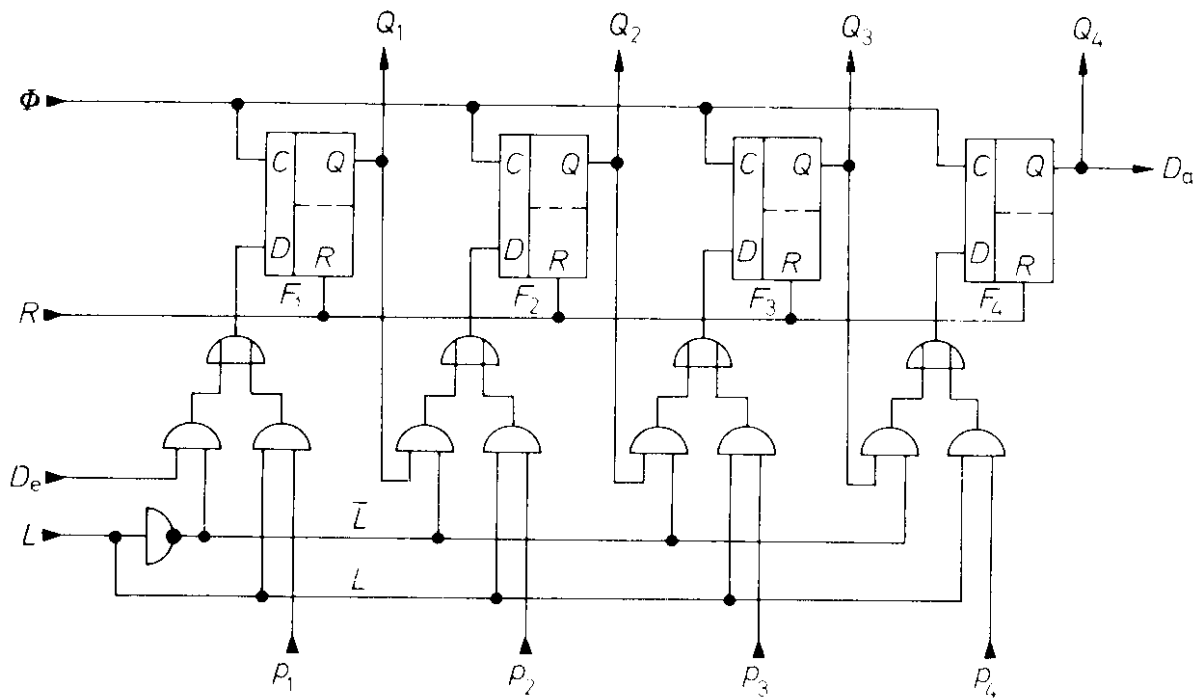 Q₁ Q₂ Q₃ Q₄
Φ
C Q C Q C Q C Q
Dₐ
D R D R D R D R
F₁ F₂ F₃ F₄
R
Dₑ
L
L̅
L
p₁ p₂ p₃ p₄